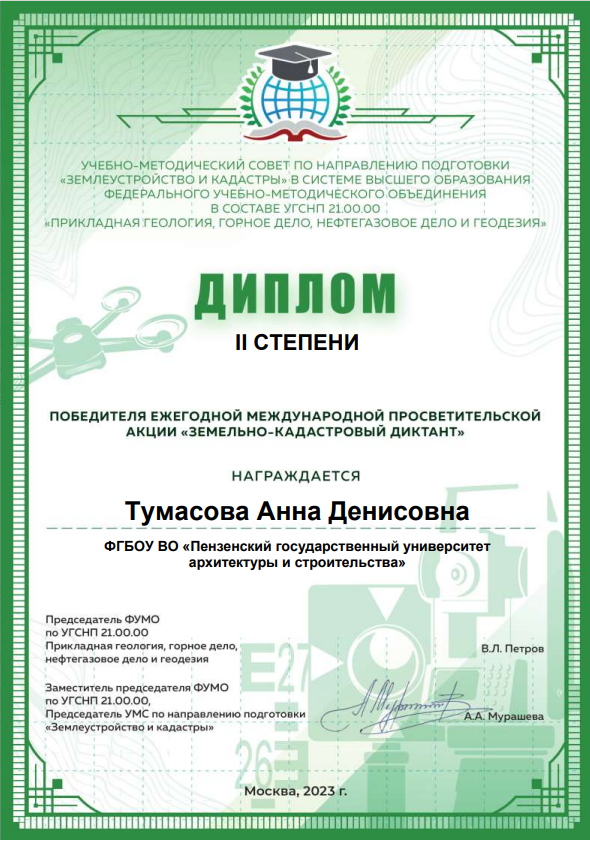 УЧЕБНО-МЕТОДИЧЕСКИЙ СОВЕТ ПО НАПРАВЛЕНИЮ ПОДГОТОВКИ
«ЗЕМЛЕУСТРОЙСТВО И КАДАСТРЫ» В СИСТЕМЕ ВЫСШЕГО ОБРАЗОВАНИЯ
ФЕДЕРАЛЬНОГО УЧЕБНО-МЕТОДИЧЕСКОГО ОБЪЕДИНЕНИЯ
В СОСТАВЕ УГСНП 21.00.00
«ПРИКЛАДНАЯ ГЕОЛОГИЯ, ГОРНОЕ ДЕЛО, НЕФТЕГАЗОВОЕ ДЕЛО И ГЕОДЕЗИЯ»
ДИПЛОМ
II СТЕПЕНИ
ПОБЕДИТЕЛЯ ЕЖЕГОДНОЙ МЕЖДУНАРОДНОЙ ПРОСВЕТИТЕЛЬСКОЙ
АКЦИИ «ЗЕМЕЛЬНО-КАДАСТРОВЫЙ ДИКТАНТ»
НАГРАЖДАЕТСЯ
Тумасова Анна Денисовна
ФГБОУ ВО «Пензенский государственный университет
архитектуры и строительства»
Председатель ФУМО
по УГСНП 21.00.00
Прикладная геология, горное дело,
нефтегазовое дело и геодезия
В.Л. Петров
Заместитель председателя ФУМО
по УГСНП 21.00.00,
Председатель УМС по направлению подготовки
«Землеустройство и кадастры»
А.А. Мурашева
27
26
Москва, 2023 г.